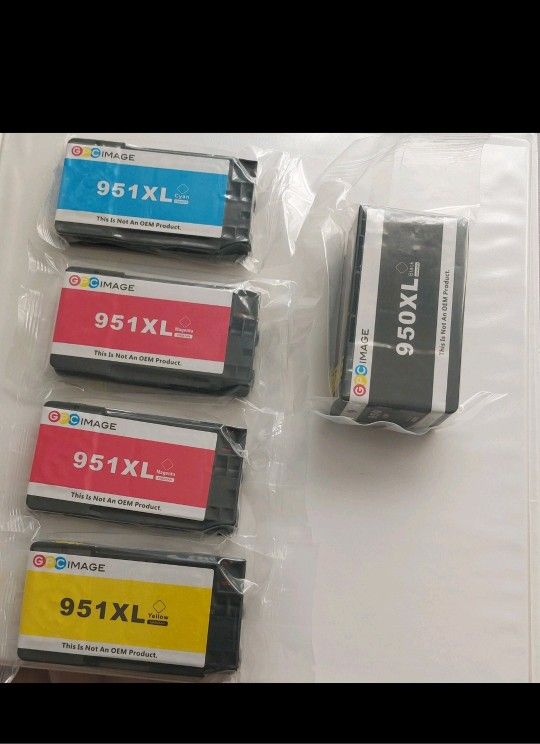 GPC IMAGE
951XL
Cyan
This Is Not An OEM Product.
GPC IMAGE
951XL
Magenta
This Is Not An OEM Product.
GPC IMAGE
951XL
Magenta
This Is Not An OEM Product.
GPC IMAGE
951XL
Yellow
This Is Not An OEM Product.
GPC IMAGE
950XL
Black
This Is Not An OEM Product.